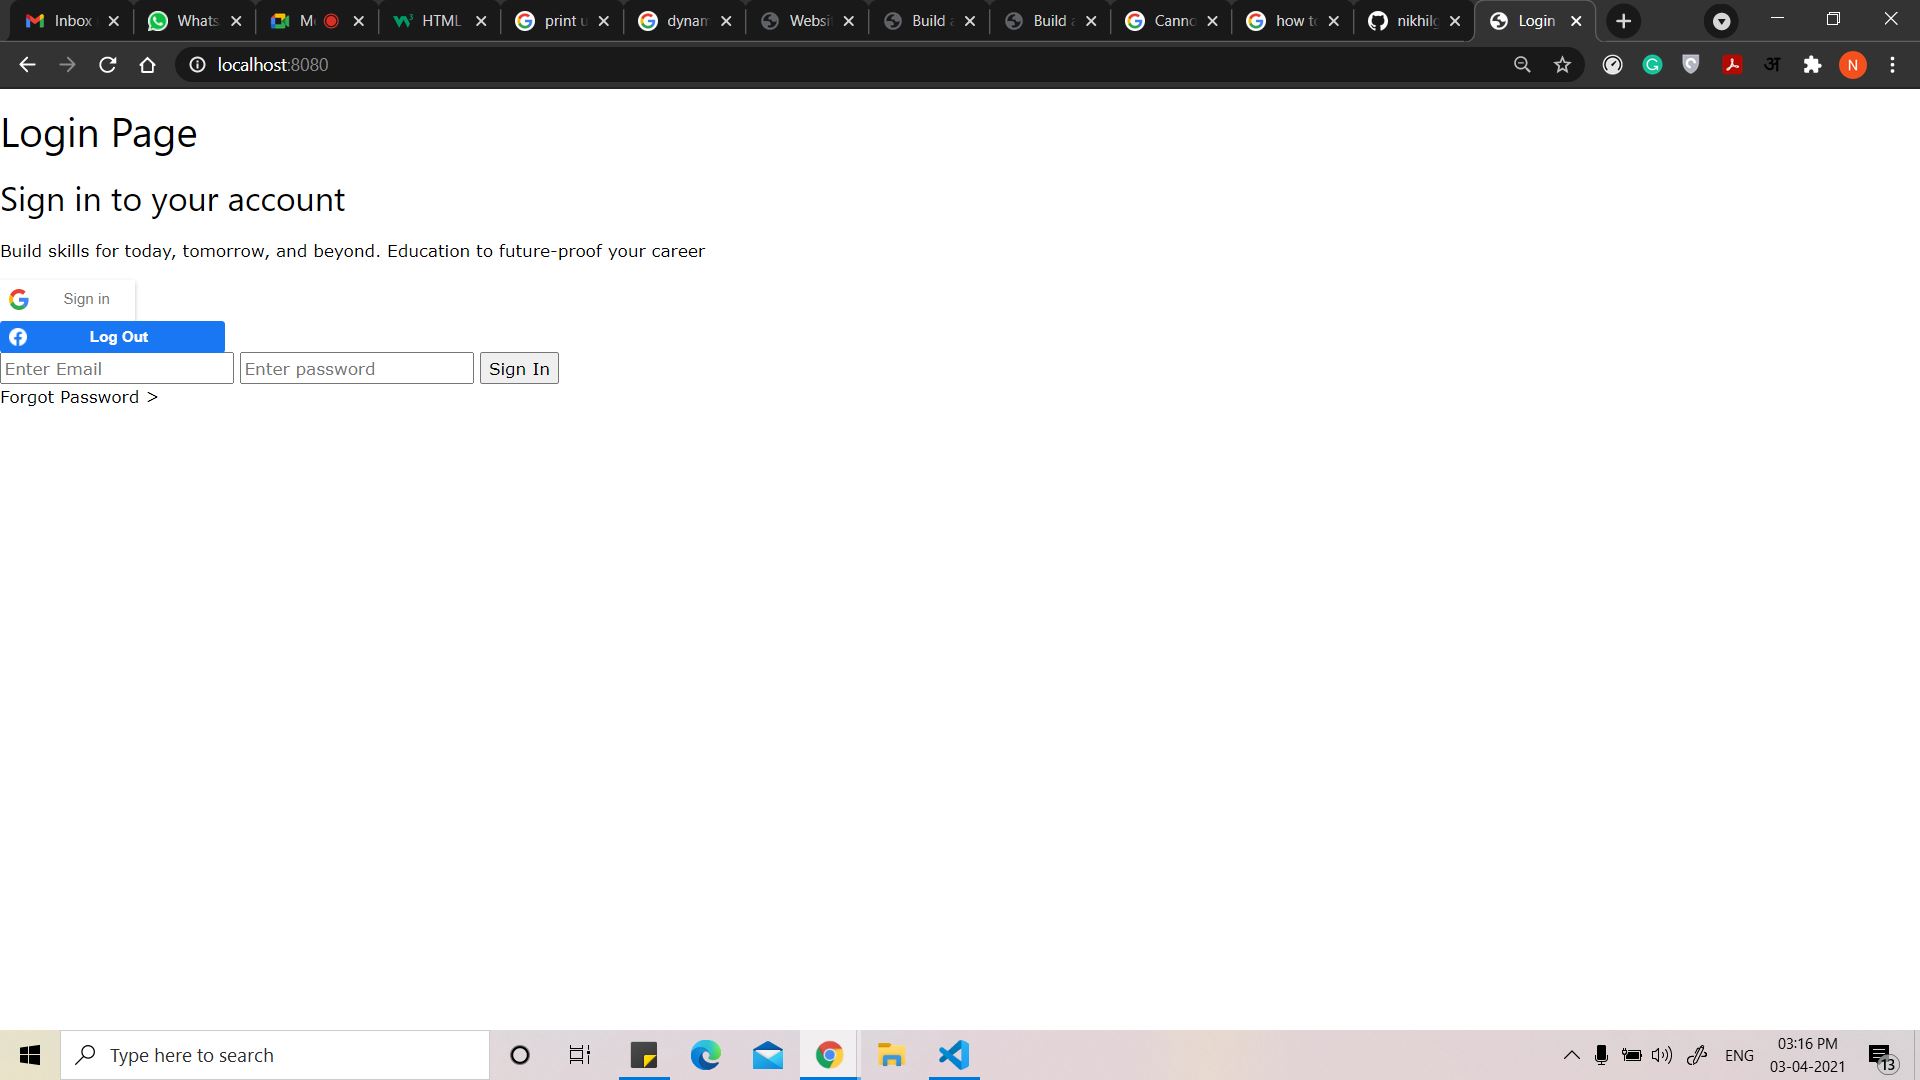 Inbox
Whats
Me
HTML
print u
dynam
Websit
Build a
Build a
Canno
how to
nikhilg
Login
localhost:8080
अ
N
Login Page
Sign in to your account
Build skills for today, tomorrow, and beyond. Education to future-proof your career
Sign in
Log Out
Enter Email Enter password Sign In
Forgot Password >
Type here to search
ENG
03:16 PM
03-04-2021
13